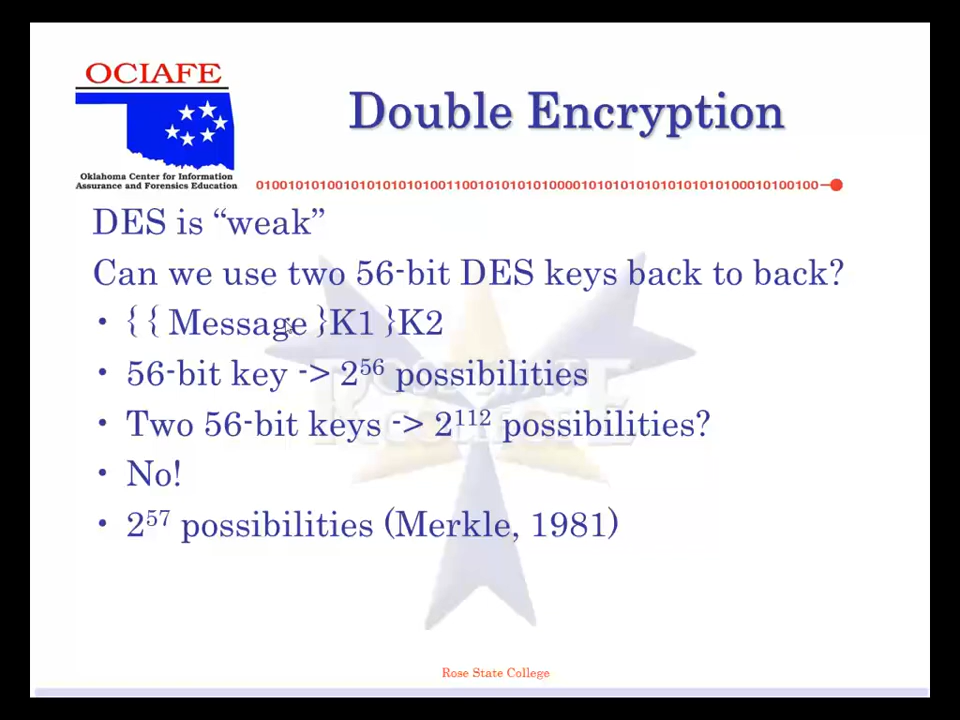 OCIAFE
Oklahoma Center for Information
Assurance and Forensics Education
Double Encryption
DES is “weak”
Can we use two 56-bit DES keys back to back?
• { { Message }K1 }K2
• 56-bit key -> 2⁵⁶ possibilities
• Two 56-bit keys -> 2¹¹² possibilities?
• No!
• 2⁵⁷ possibilities (Merkle, 1981)
Rose State College